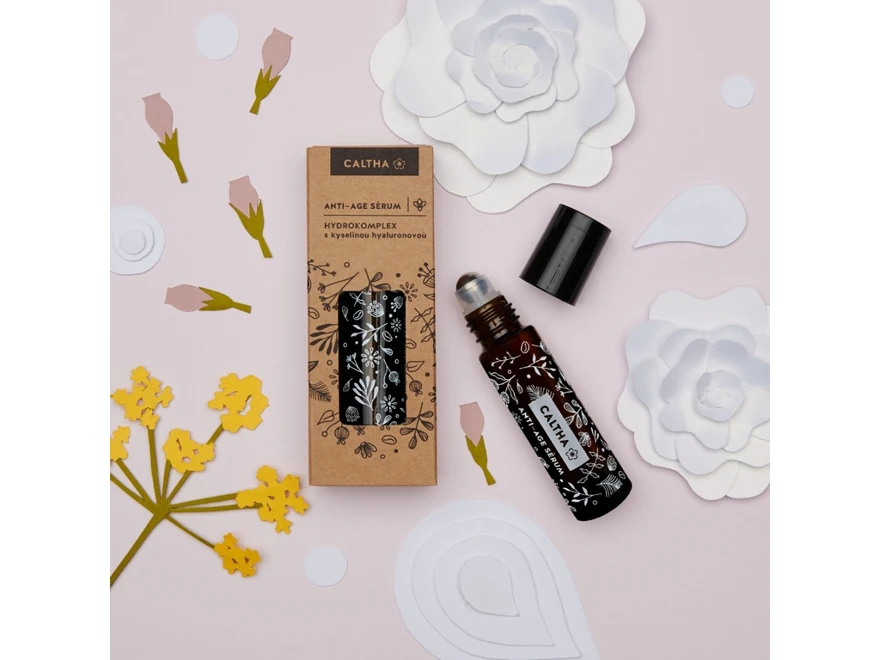 CALTHA
ANTI-AGE SÉRUM
HYDROKOMPLEX
s kyselinou hyaluronovou
CALTHA
ANTI-AGE SÉRUM